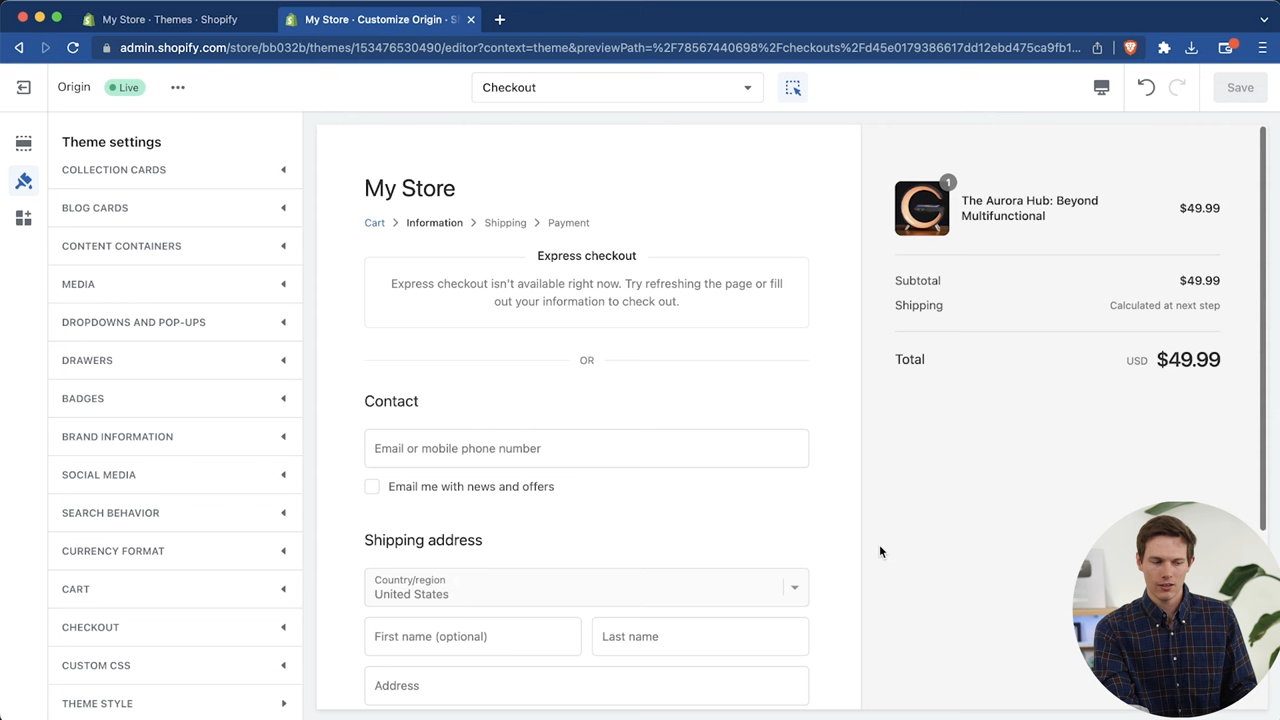 My Store · Themes · Shopify
My Store · Customize Origin · S
admin.shopify.com/store/bb032b/themes/153476530490/editor?context=theme&previewPath=%2F78567440698%2Fcheckouts%2Fd45e0179386617dd12ebd475ca9fb1...
Origin
Live
Checkout
Save
Theme settings
COLLECTION CARDS
BLOG CARDS
CONTENT CONTAINERS
MEDIA
DROPDOWNS AND POP-UPS
DRAWERS
BADGES
BRAND INFORMATION
SOCIAL MEDIA
SEARCH BEHAVIOR
CURRENCY FORMAT
CART
CHECKOUT
CUSTOM CSS
THEME STYLE
My Store
Cart > Information > Shipping > Payment
Express checkout
Express checkout isn't available right now. Try refreshing the page or fill
out your information to check out.
OR
Contact
Email or mobile phone number
Email me with news and offers
Shipping address
Country/region
United States
First name (optional)
Last name
Address
1
The Aurora Hub: Beyond
Multifunctional
$49.99
Subtotal $49.99
Shipping Calculated at next step
Total USD $49.99